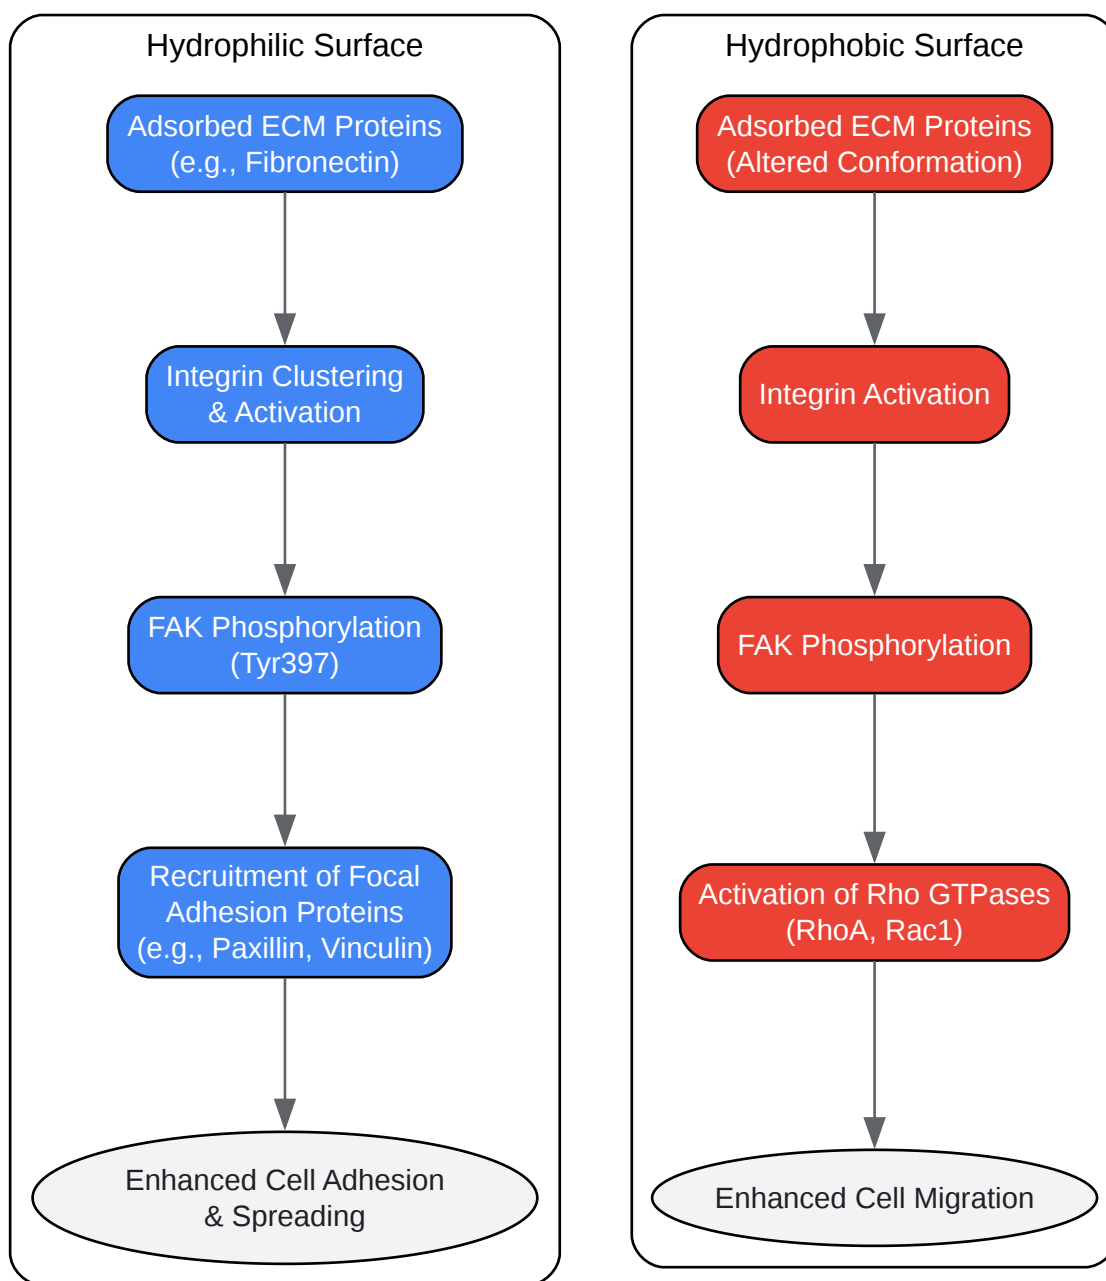 Hydrophilic Surface
Adsorbed ECM Proteins
(e.g., Fibronectin)
Integrin Clustering
& Activation
FAK Phosphorylation
(Tyr397)
Recruitment of Focal
Adhesion Proteins
(e.g., Paxillin, Vinculin)
Enhanced Cell Adhesion
& Spreading
Hydrophobic Surface
Adsorbed ECM Proteins
(Altered Conformation)
Integrin Activation
FAK Phosphorylation
Activation of Rho GTPases
(RhoA, Rac1)
Enhanced Cell Migration